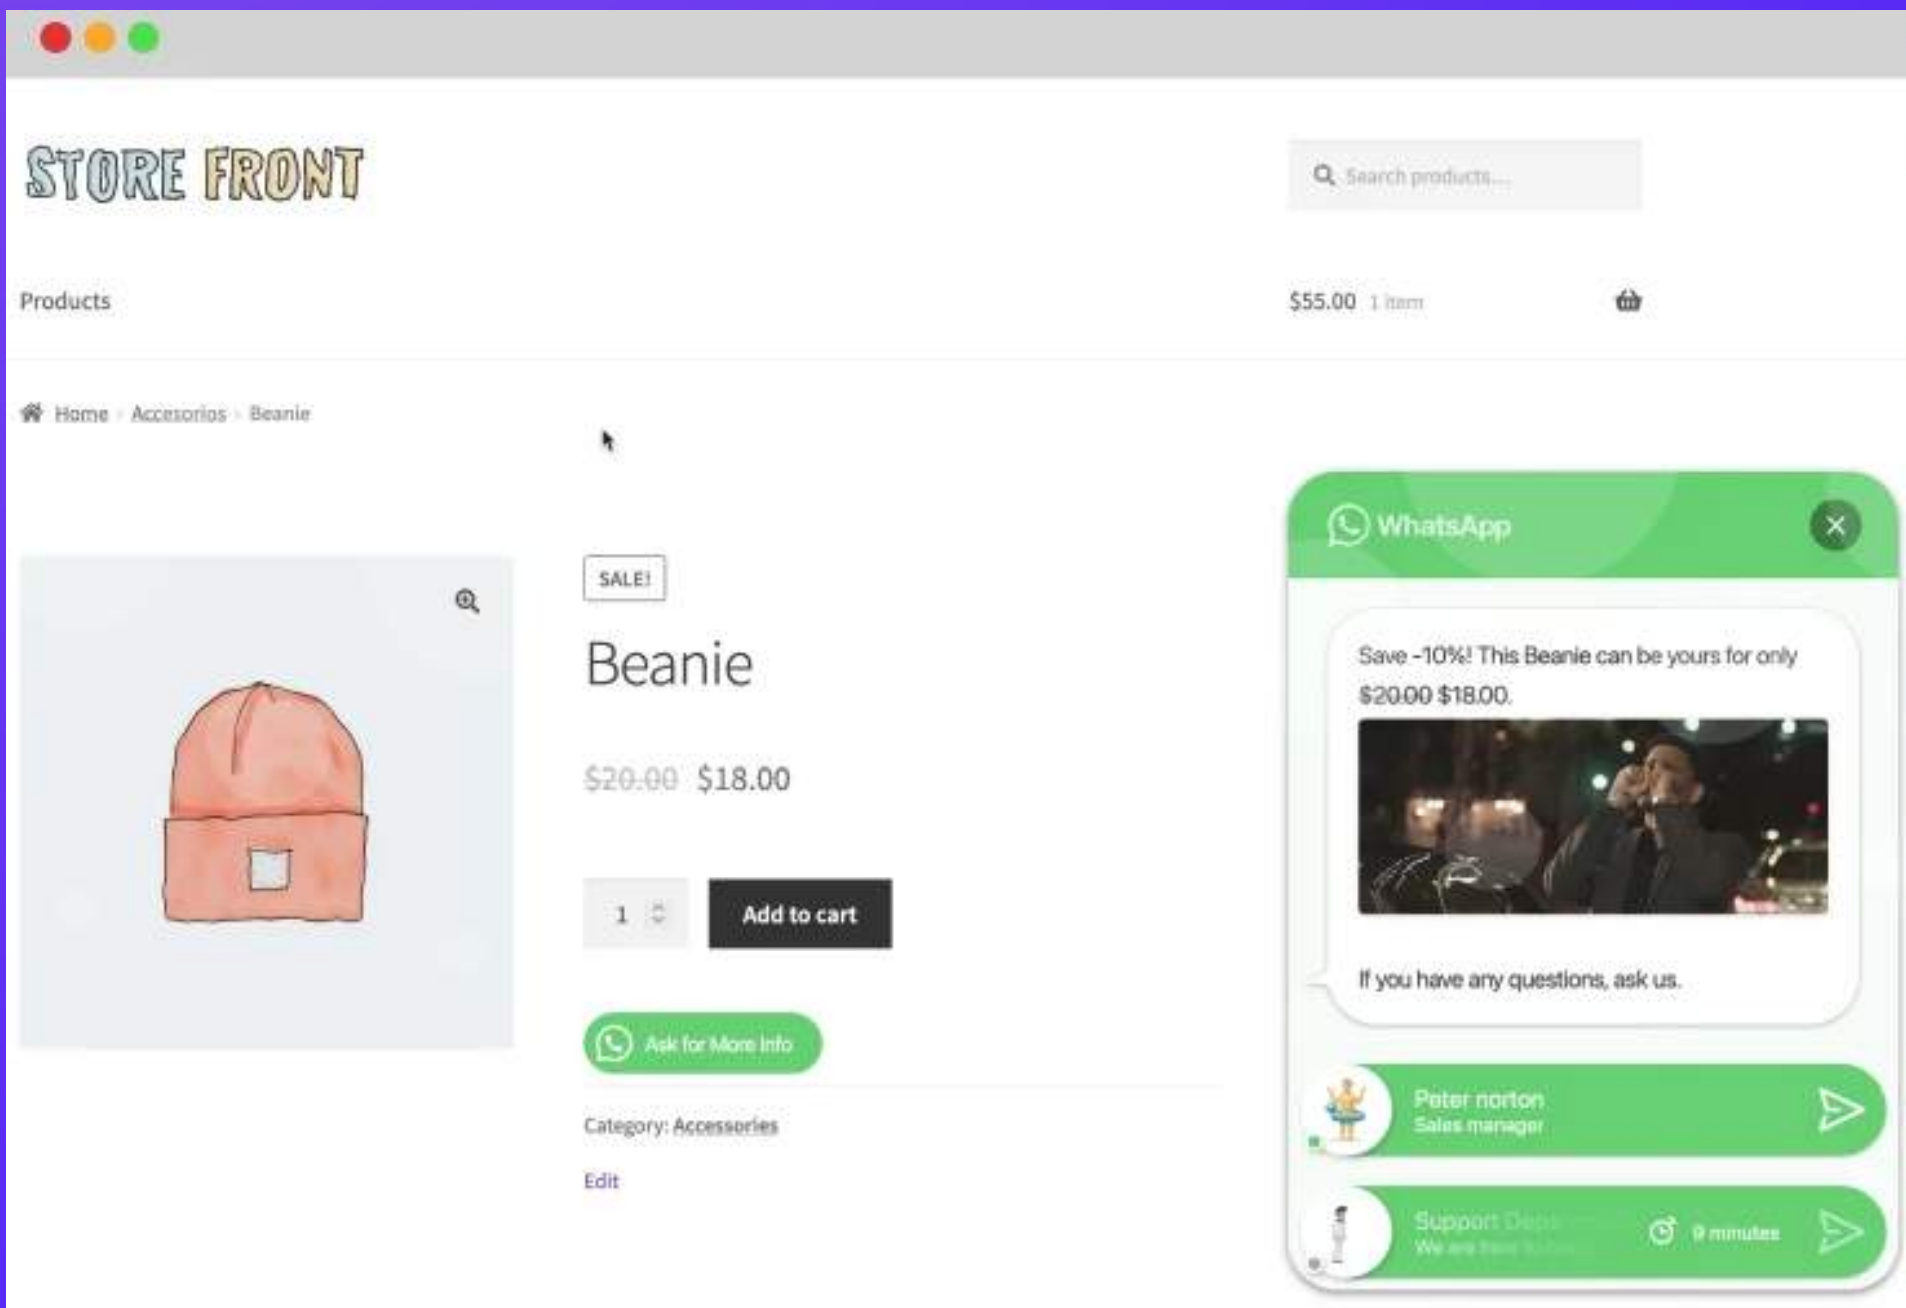 STORE FRONT
Search products...
Products
$55.00 1 item
Home Accesorios Beanie
SALE!
Beanie
$20.00 $18.00
1
Add to cart
Ask for More Info
Category: Accessories
Edit
WhatsApp
Save -10%! This Beanie can be yours for only
$20.00 $18.00.
If you have any questions, ask us.
Peter norton
Sales manager
Support
9 minutes
We are